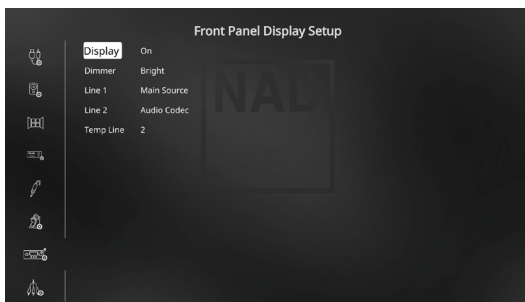 Front Panel Display Setup
Display On
Dimmer Bright
Line 1 Main Source
Line 2 Audio Codec
Temp Line 2
NAD